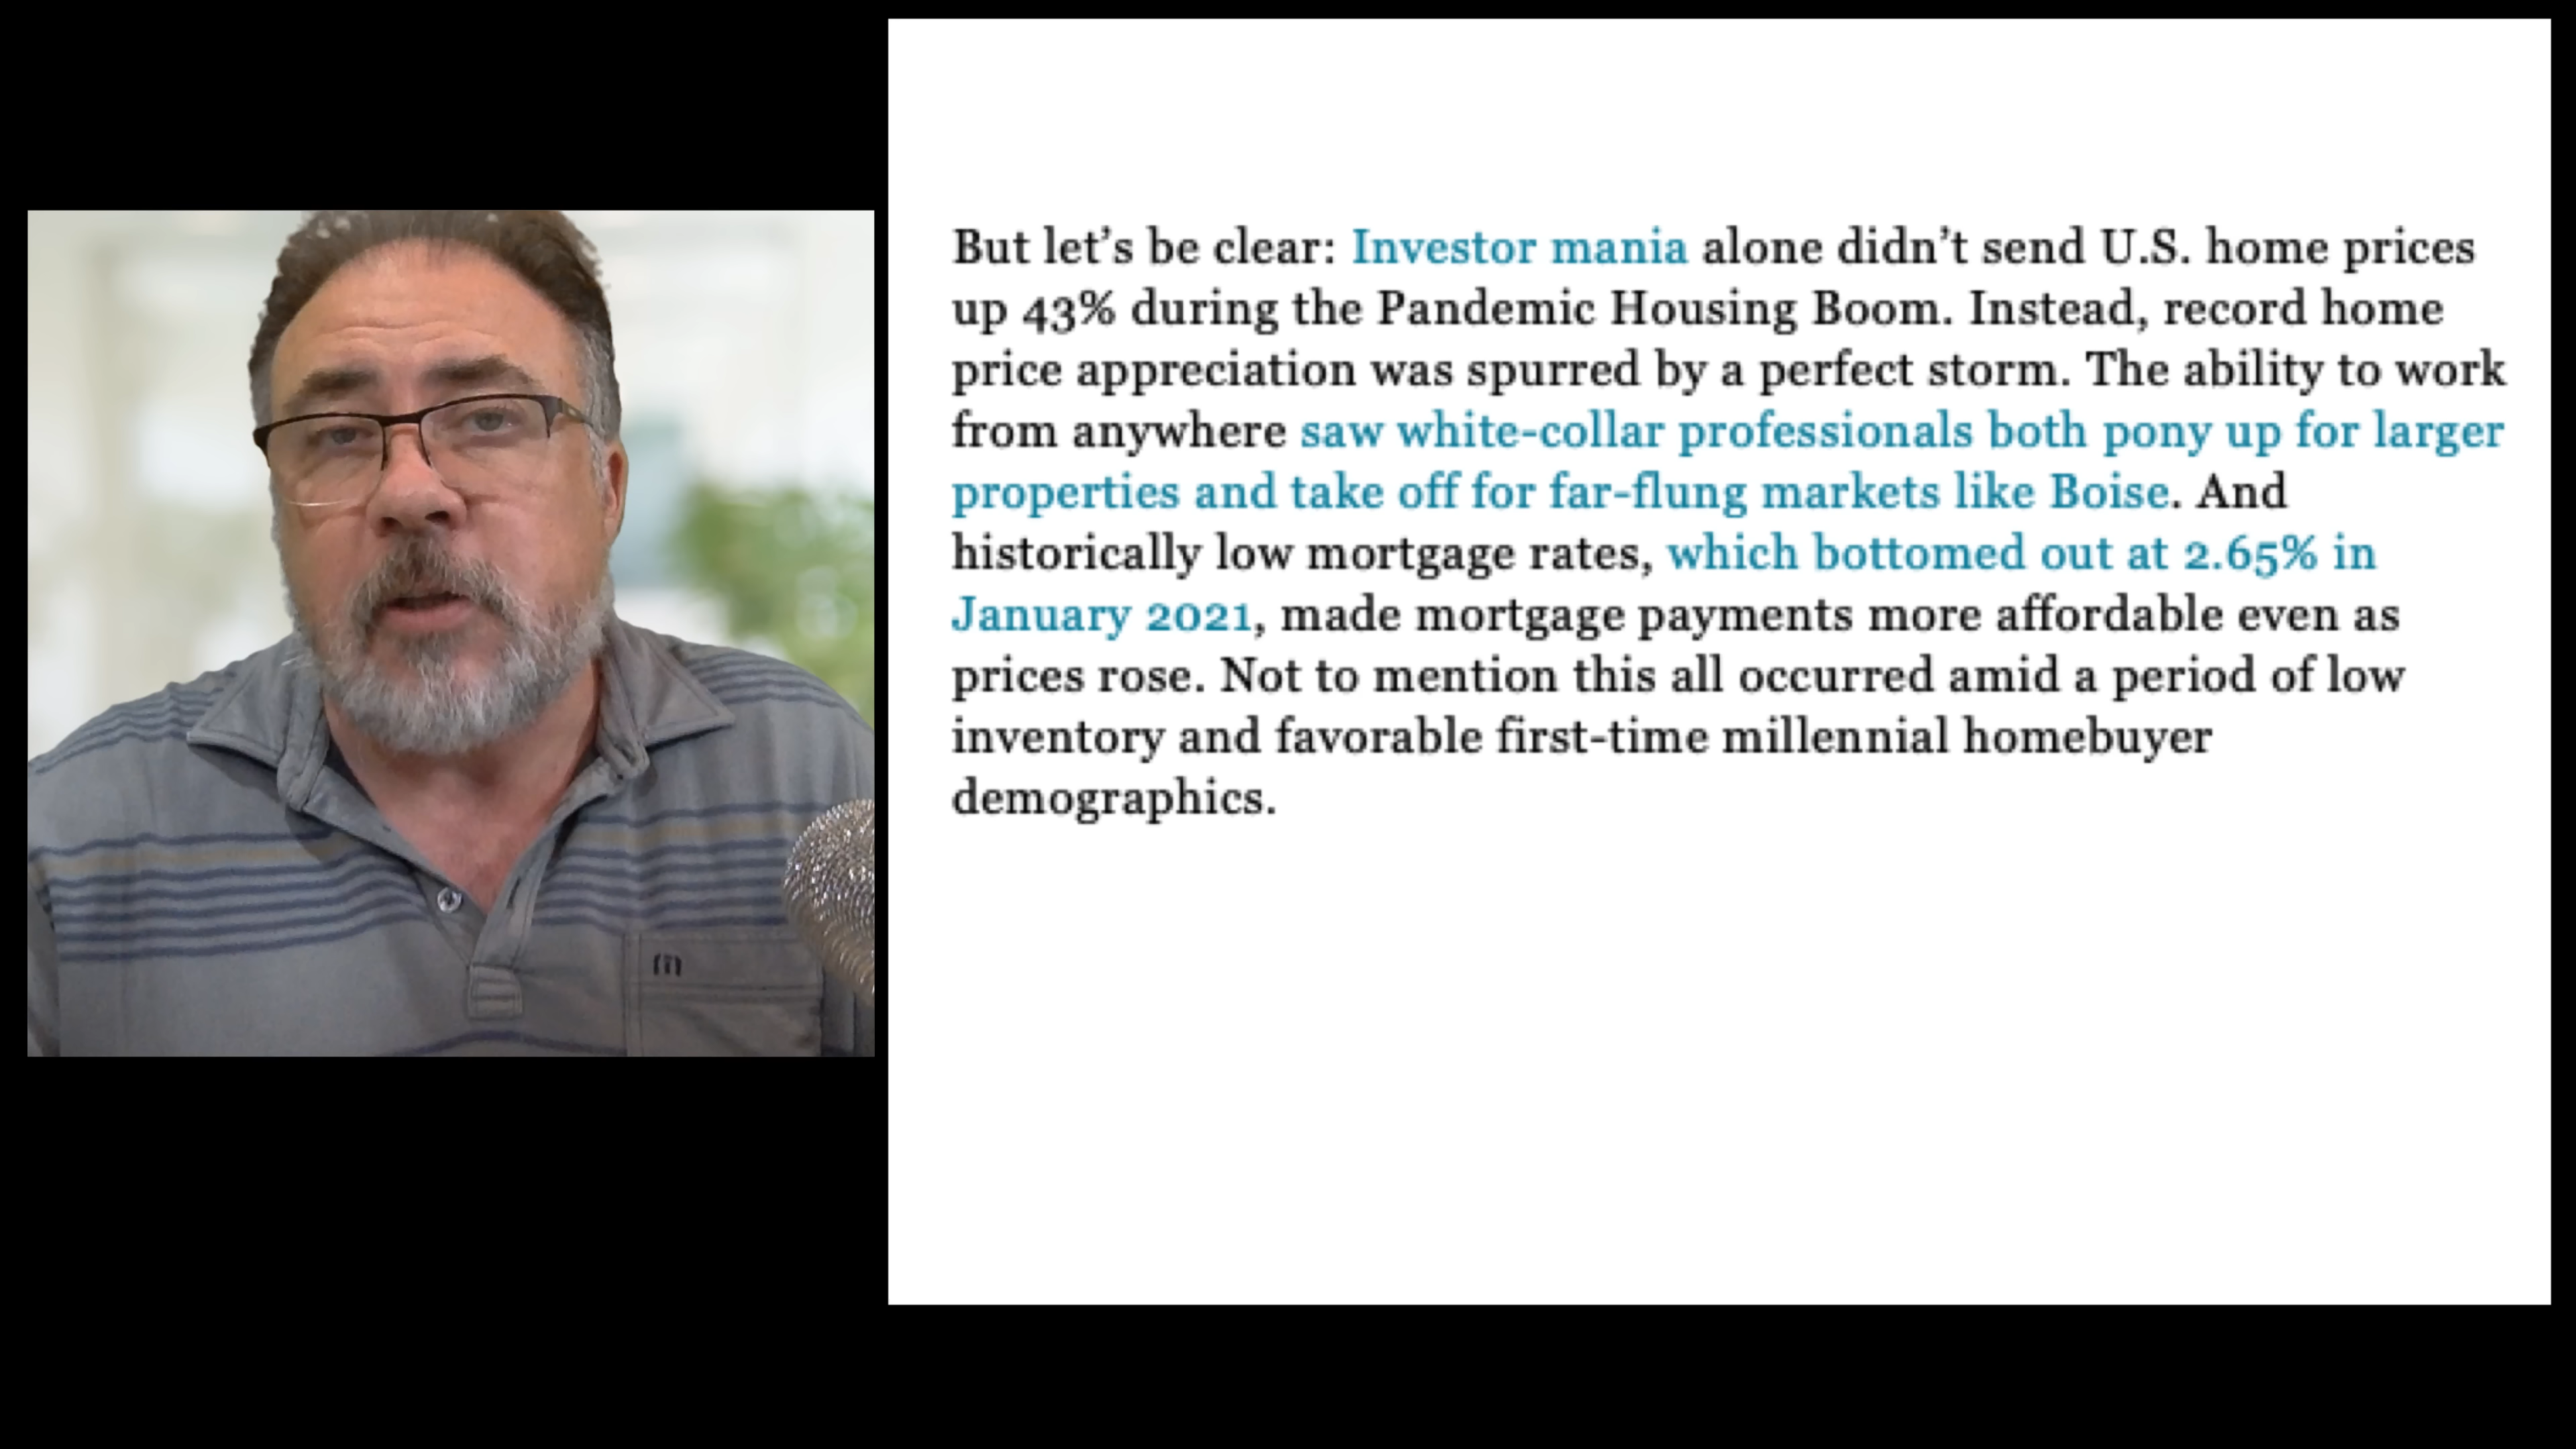 But let’s be clear: Investor mania alone didn’t send U.S. home prices
up 43% during the Pandemic Housing Boom. Instead, record home
price appreciation was spurred by a perfect storm. The ability to work
from anywhere saw white-collar professionals both pony up for larger
properties and take off for far-flung markets like Boise. And
historically low mortgage rates, which bottomed out at 2.65% in
January 2021, made mortgage payments more affordable even as
prices rose. Not to mention this all occurred amid a period of low
inventory and favorable first-time millennial homebuyer
demographics.